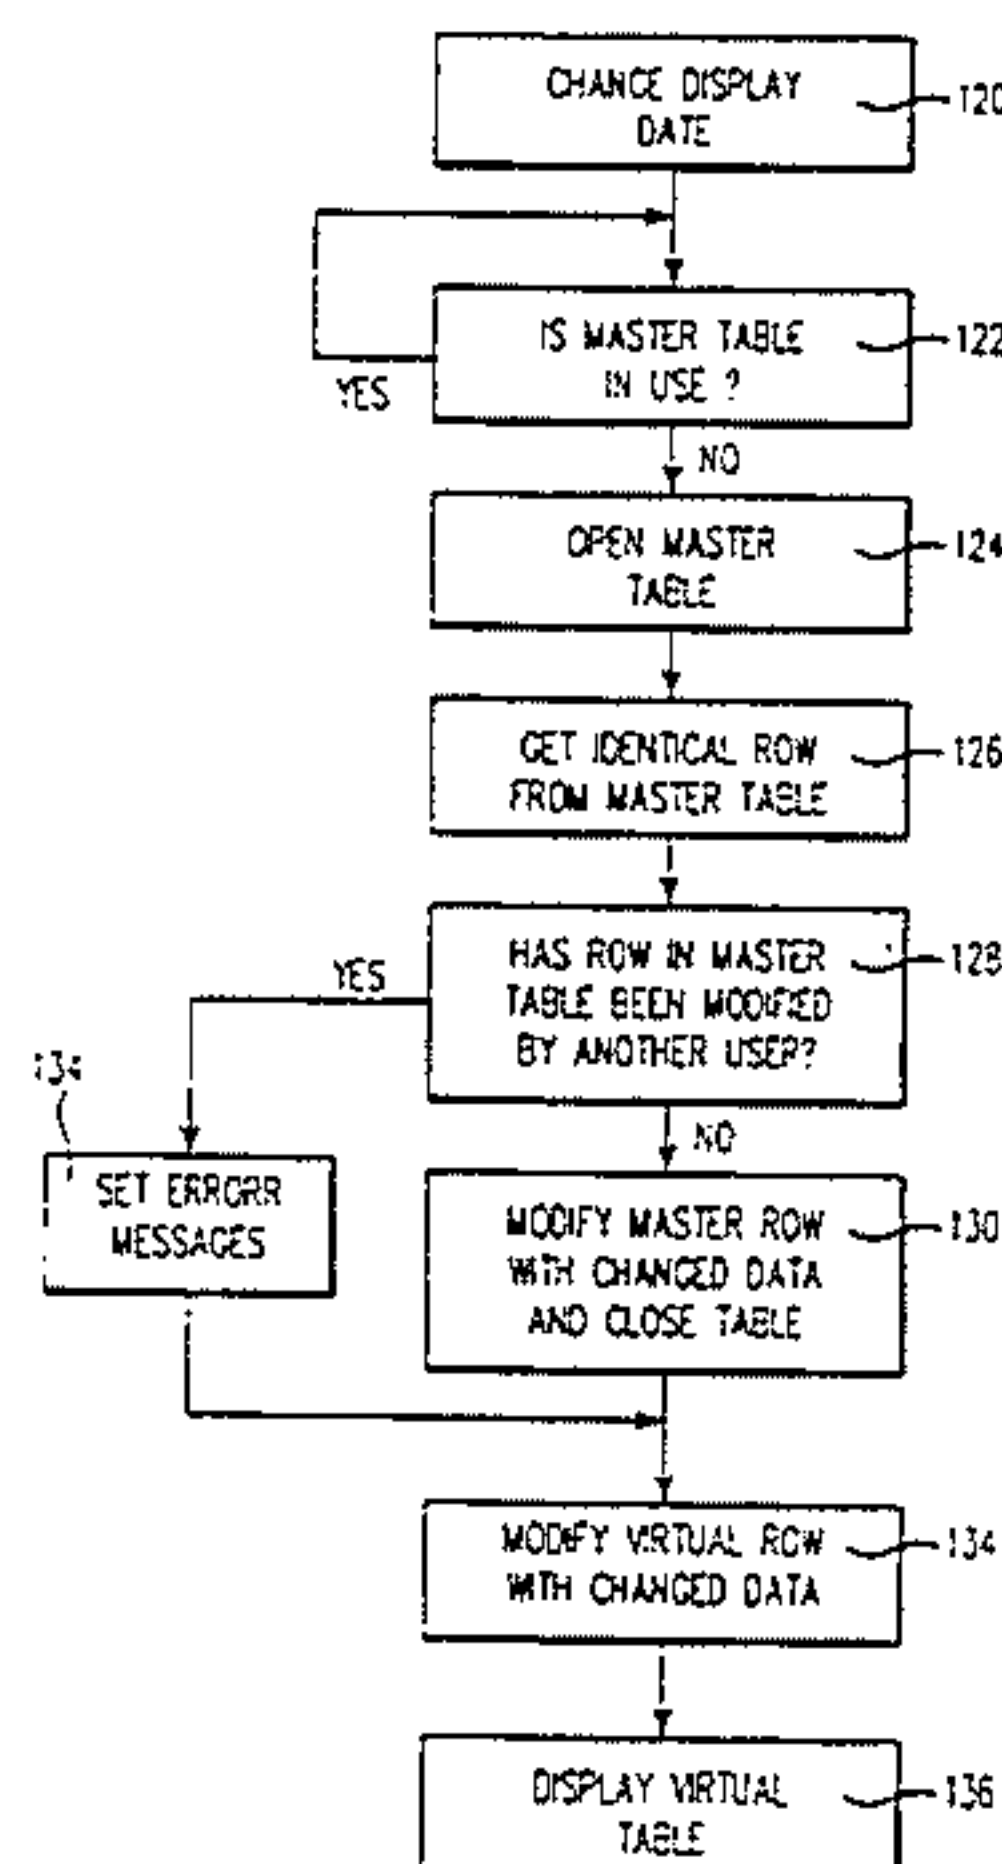 CHANGE DISPLAY
DATE
120
IS MASTER TABLE
IN USE ?
122
YES
NO
OPEN MASTER
TABLE
124
GET IDENTICAL ROW
FROM MASTER TABLE
126
HAS ROW IN MASTER
TABLE BEEN MODIFIED
BY ANOTHER USER?
128
YES
NO
134
SET ERRORR
MESSAGES
MODIFY MASTER ROW
WITH CHANGED DATA
AND CLOSE TABLE
130
MODIFY VIRTUAL ROW
WITH CHANGED DATA
134
DISPLAY VIRTUAL
TABLE
136